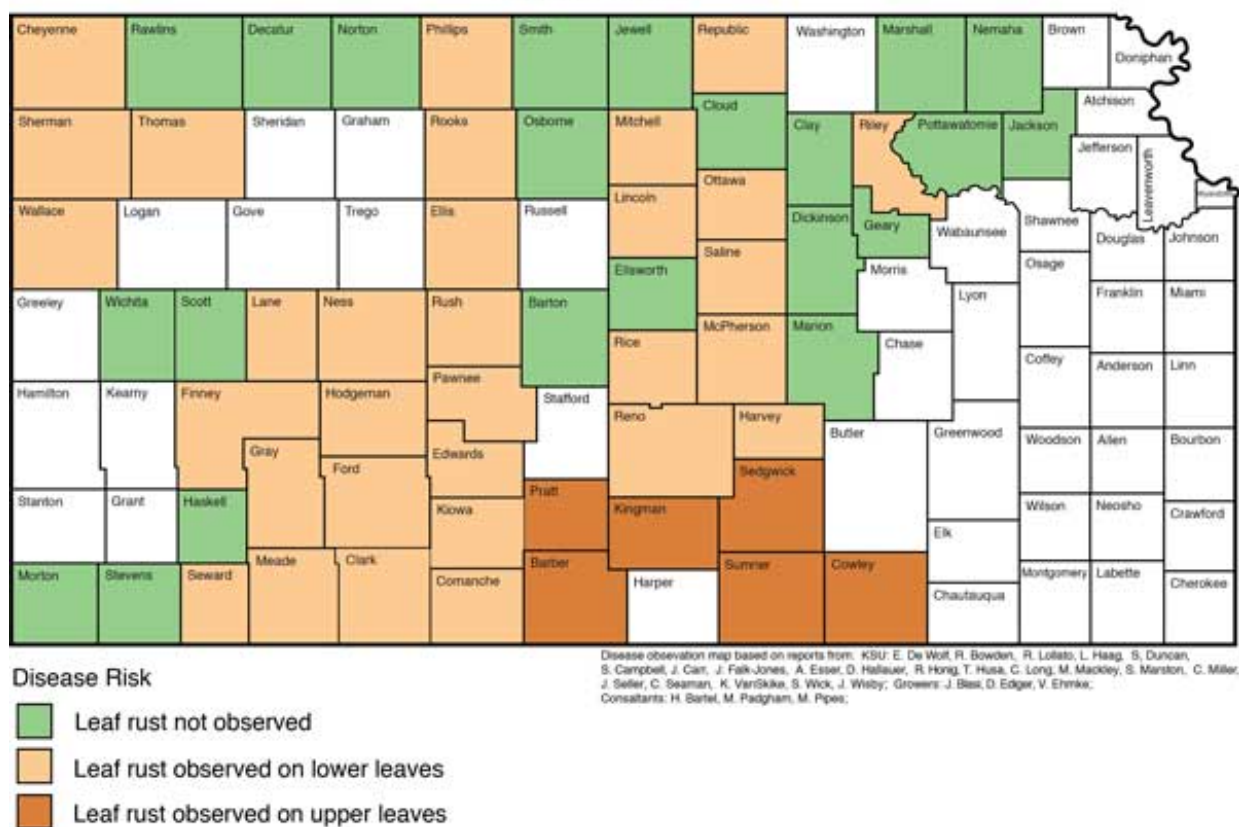 Cheyenne
Rawlins
Decatur
Norton
Phillips
Smith
Jewell
Republic
Washington
Marshall
Nemaha
Brown
Doniphan
Sherman
Thomas
Sheridan
Graham
Rooks
Osborne
Mitchell
Cloud
Clay
Riley
Pottawatomie
Jackson
Atchison
Jefferson
Leavenworth
Wallace
Logan
Gove
Trego
Ellis
Russell
Lincoln
Ottawa
Saline
Dickinson
Geary
Wabaunsee
Shawnee
Douglas
Johnson
Greeley
Wichita
Scott
Lane
Ness
Rush
Barton
Ellsworth
Morris
Osage
Lyon
Franklin
Miami
Rice
McPherson
Marion
Chase
Coffey
Anderson
Linn
Hamilton
Kearny
Finney
Hodgeman
Pawnee
Stafford
Reno
Harvey
Butler
Greenwood
Woodson
Allen
Bourbon
Gray
Ford
Edwards
Stanton
Grant
Haskell
Kiowa
Pratt
Kingman
Sedgwick
Elk
Wilson
Neosho
Crawford
Morton
Stevens
Seward
Meade
Clark
Comanche
Barber
Harper
Sumner
Cowley
Chautauqua
Montgomery
Labette
Cherokee
Disease obsevation map based on reports from: KSU: E. De Wolf, R. Bowden, R. Lollato, L. Haag, S, Duncan,
S. Campbell, J. Carr, J. Falk-Jones, A. Esser, D. Hallauer, R. Honig, T. Husa, C. Long, M. Mackley, S. Marston, C. Miller,
J. Seller, C. Seaman, K. VanSkike, S. Wick, J. Wisby; Growers: J. D. Ediger, V. Ehmke;
Consaltants: H. Bartel, M. Padgham, M. Pipes;
Disease Risk
Leaf rust not observed
Leaf rust observed on lower leaves
Leaf rust observed on upper leaves